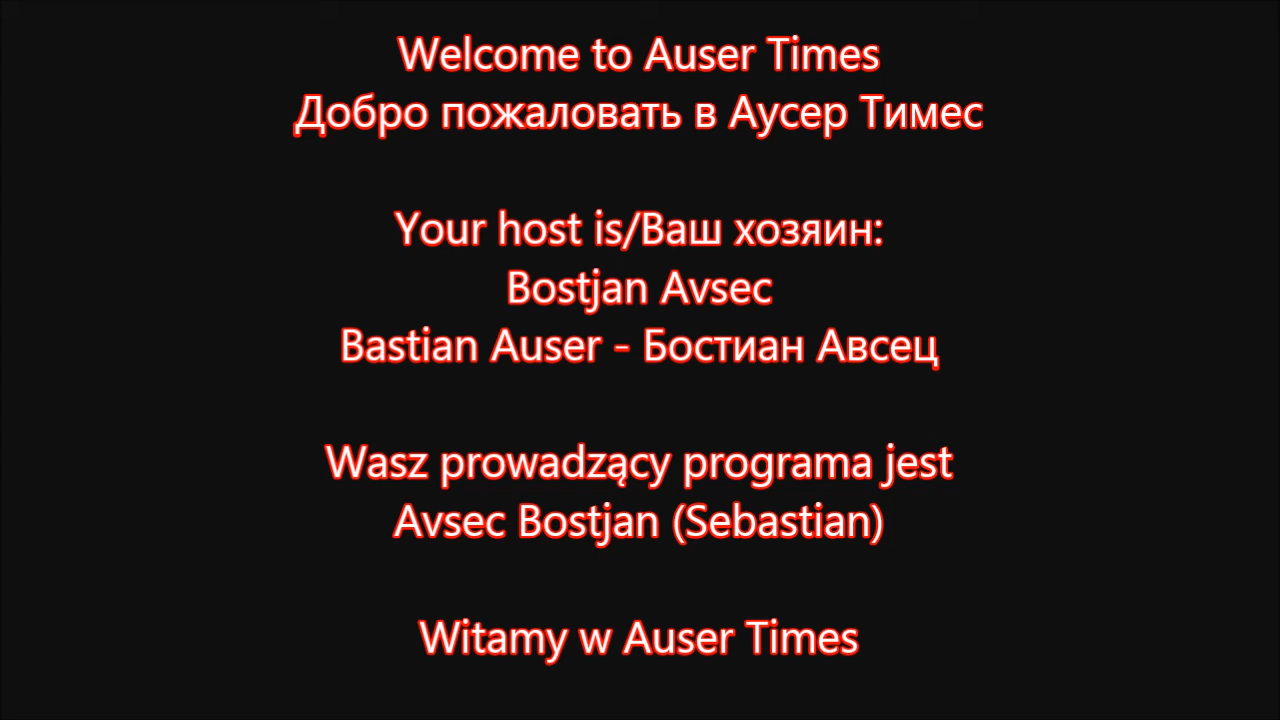 Welcome to Auser Times
Добро пожаловать в Аусер Тимес
Your host is/Ваш хозяин:
Bostjan Avsec
Bastian Auser - Бостиан Авсец
Wasz prowadzący programa jest
Avsec Bostjan (Sebastian)
Witamy w Auser Times